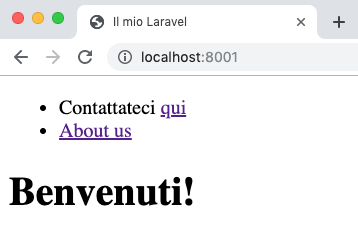 Il mio Laravel
localhost:8001
Contattateci qui
About us
Benvenuti!